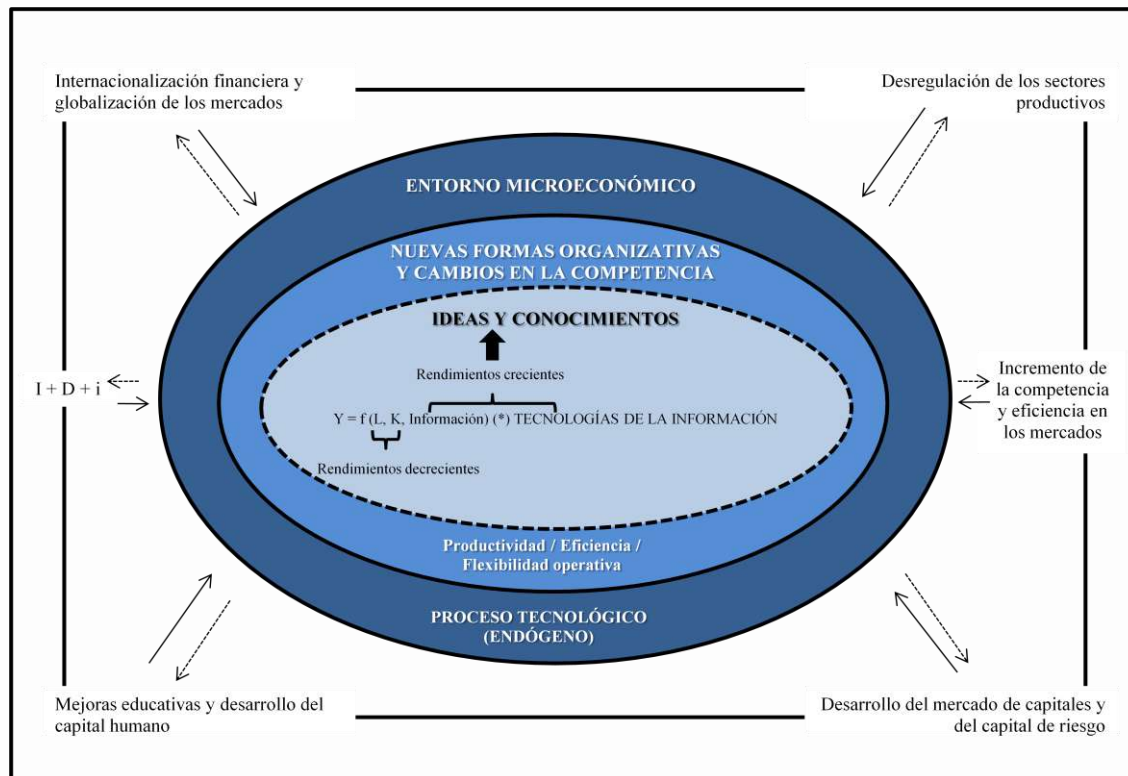 Internacionalización financiera y
globalización de los mercados
Desregulación de los sectores
productivos
ENTORNO MICROECONÓMICO
NUEVAS FORMAS ORGANIZATIVAS
Y CAMBIOS EN LA COMPETENCIA
IDEAS Y CONOCIMIENTOS
Rendimientos crecientes
I + D + i
Y = f (L, K, Información) (*) TECNOLOGÍAS DE LA INFORMACIÓN
Rendimientos decrecientes
Incremento de
la competencia
y eficiencia en
los mercados
Productividad / Eficiencia /
Flexibilidad operativa
PROCESO TECNOLÓGICO
(ENDÓGENO)
Mejoras educativas y desarrollo del
capital humano
Desarrollo del mercado de capitales y
del capital de riesgo